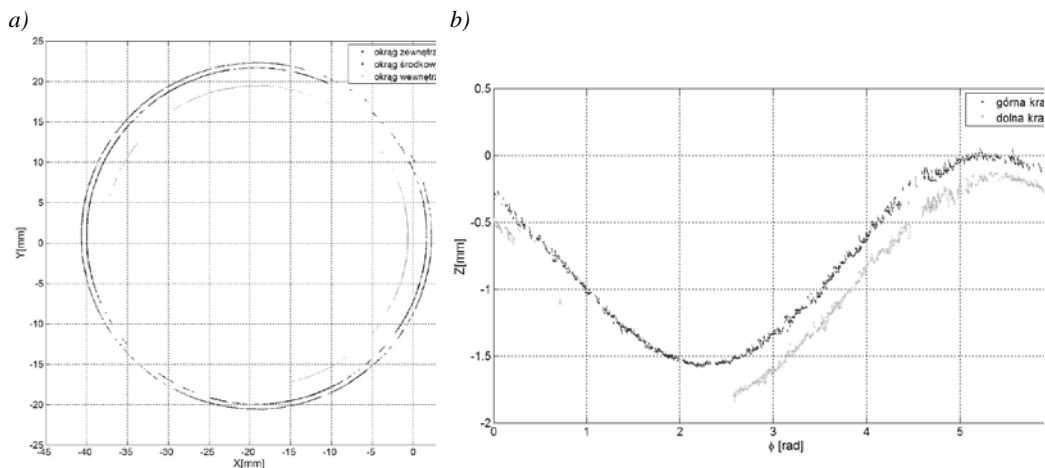 a)
25
20
15
10
5
0
-5
-10
-15
-20
-25
Y[mm]
-45 -40 -35 -30 -25 -20 -15 -10 -5 0
X[mm]
okrąg zewnętrz
okrąg środkowy
okrąg wewnętrz
b)
0.5
0
-0.5
-1
-1.5
-2
Z[mm]
0 1 2 3 4 5
ϕ [rad]
górna kra
dolna kra